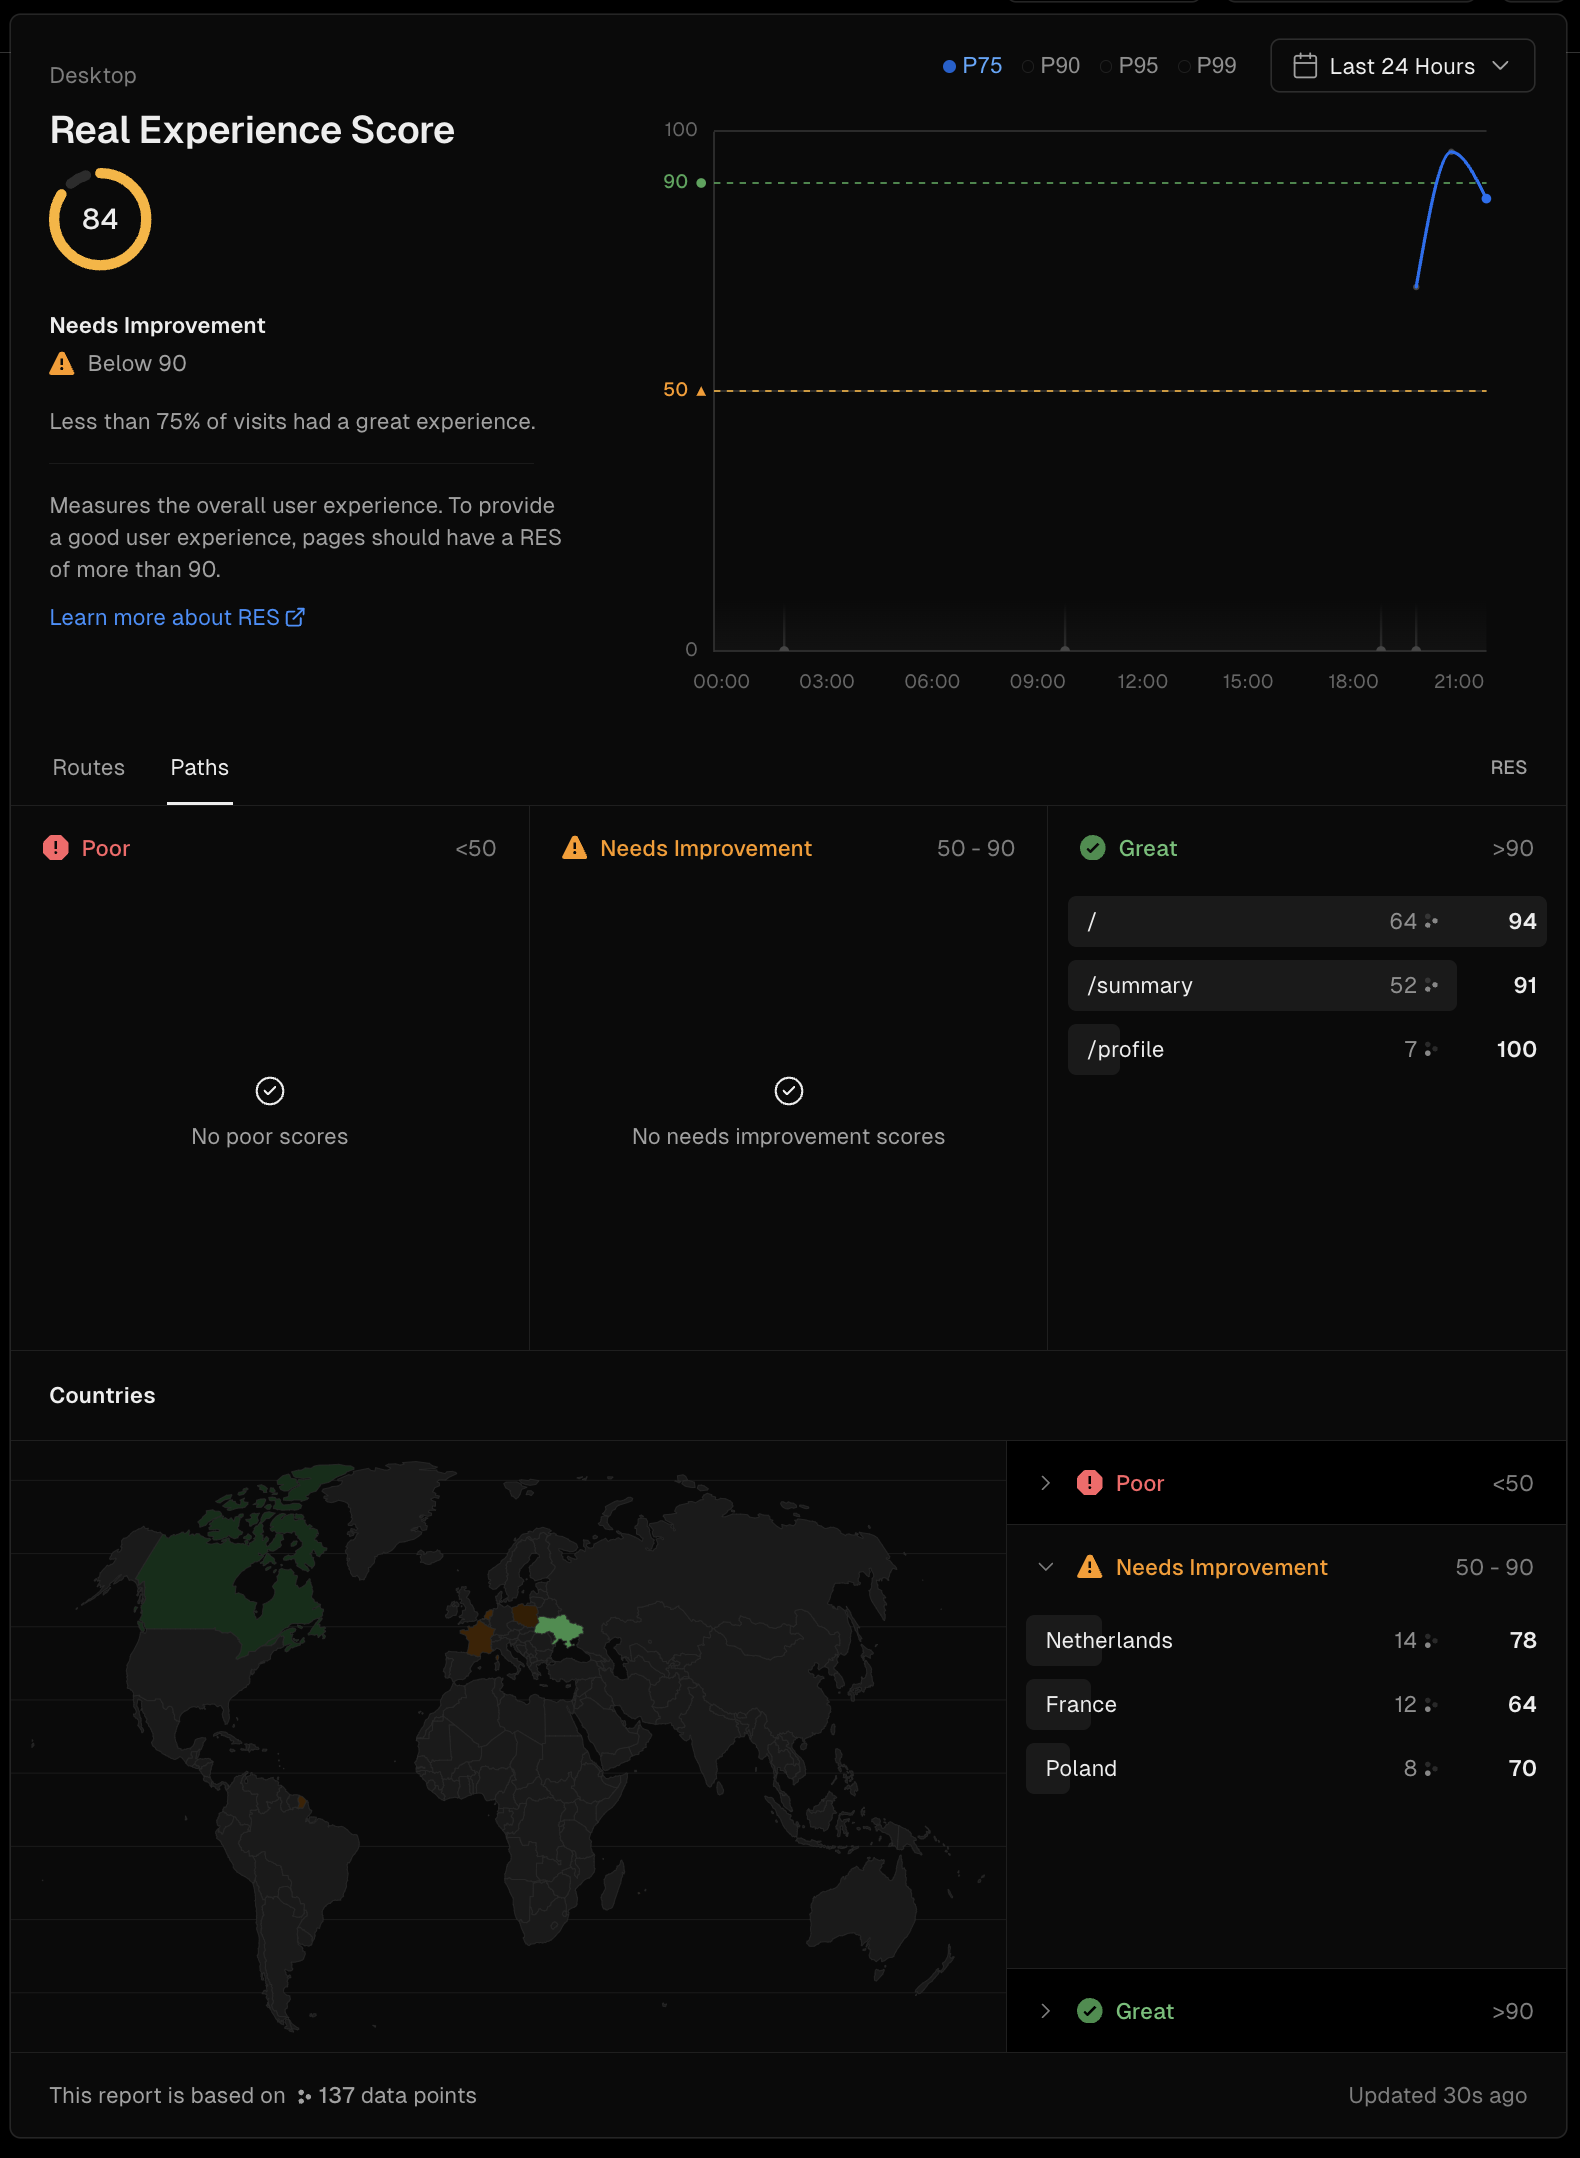 Desktop
P75 P90 P95 P99 Last 24 Hours
Real Experience Score
84
Needs Improvement
Below 90
Less than 75% of visits had a great experience.
Measures the overall user experience. To provide
a good user experience, pages should have a RES
of more than 90.
Learn more about RES
100
90
50
0
00:00 03:00 06:00 09:00 12:00 15:00 18:00 21:00
Routes Paths RES
Poor <50
No poor scores
Needs Improvement 50 - 90
No needs improvement scores
Great >90
/ 64 94
/summary 52 91
/profile 7 100
Countries
Poor <50
Needs Improvement 50 - 90
Netherlands 14 78
France 12 64
Poland 8 70
Great >90
This report is based on 137 data points
Updated 30s ago